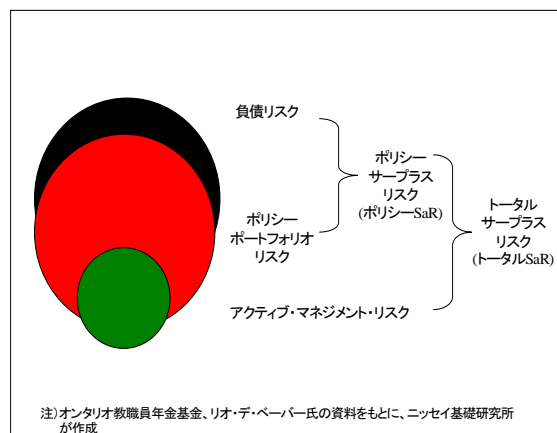 負債リスク
ポリシー
ポートフォリオ
リスク
アクティブ・マネジメント・リスク
ポリシー
サープラス
リスク
(ポリシーSaR)
トータル
サープラス
リスク
(トータルSaR)
注)オンタリオ教職員年金基金、リオ・デ・ベーバー氏の資料をもとに、ニッセイ基礎研究所
が作成